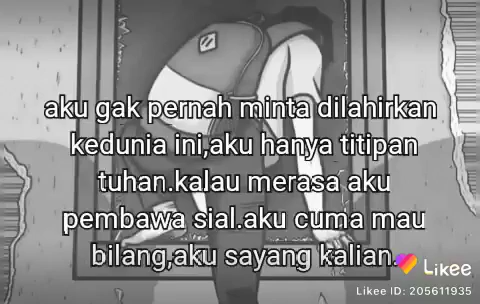 aku gak pernah minta dilahirkan
kedunia ini,aku hanya titipan
tuhan.kalau merasa aku
pembawa sial.aku cuma mau
bilang,aku sayang kalian.
Likee
Likee ID: 205611935